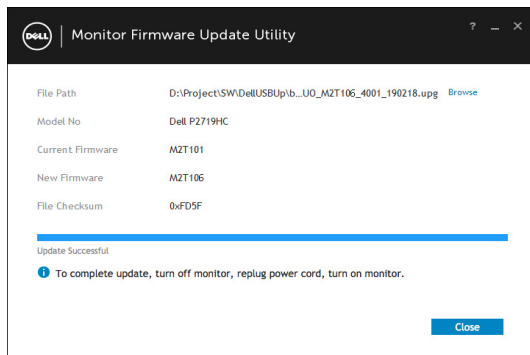 DELL Monitor Firmware Update Utility ? _ ×
File Path D:\Project\SW\DellUSBUp\b...UO_M2T106_4001_190218.upg Browse
Model No Dell P2719HC
Current Firmware M2T101
New Firmware M2T106
File Checksum 0xFD5F
Update Successful
To complete update, turn off monitor, replug power cord, turn on monitor.
Close